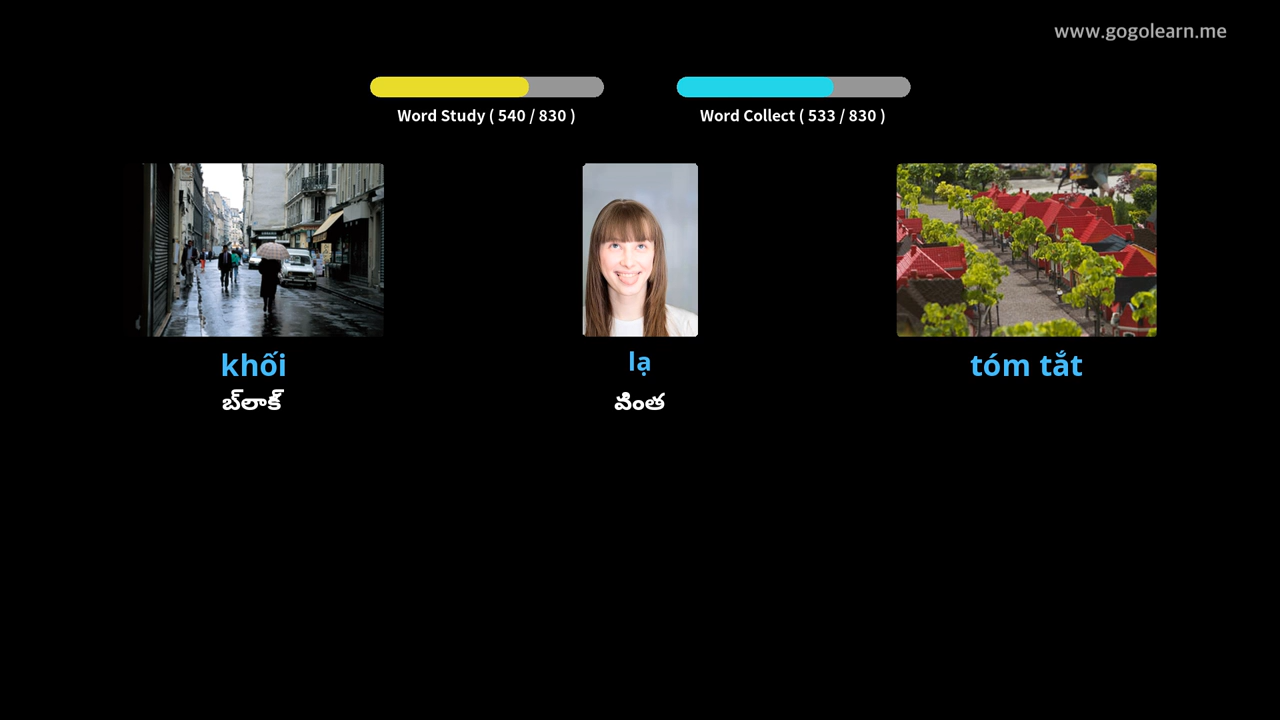 www.gogolearn.me
Word Study ( 540 / 830 )
Word Collect ( 533 / 830 )
khối
lạ
tóm tắt
బ్‌లాక్
వింత